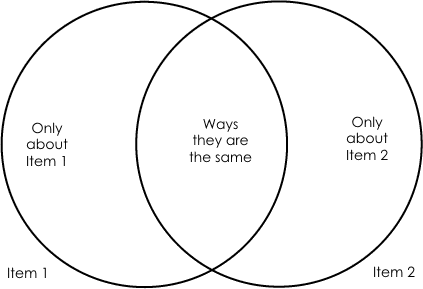 Only
about
Item 1
Ways
they are
the same
Only
about
Item 2
Item 1
Item 2